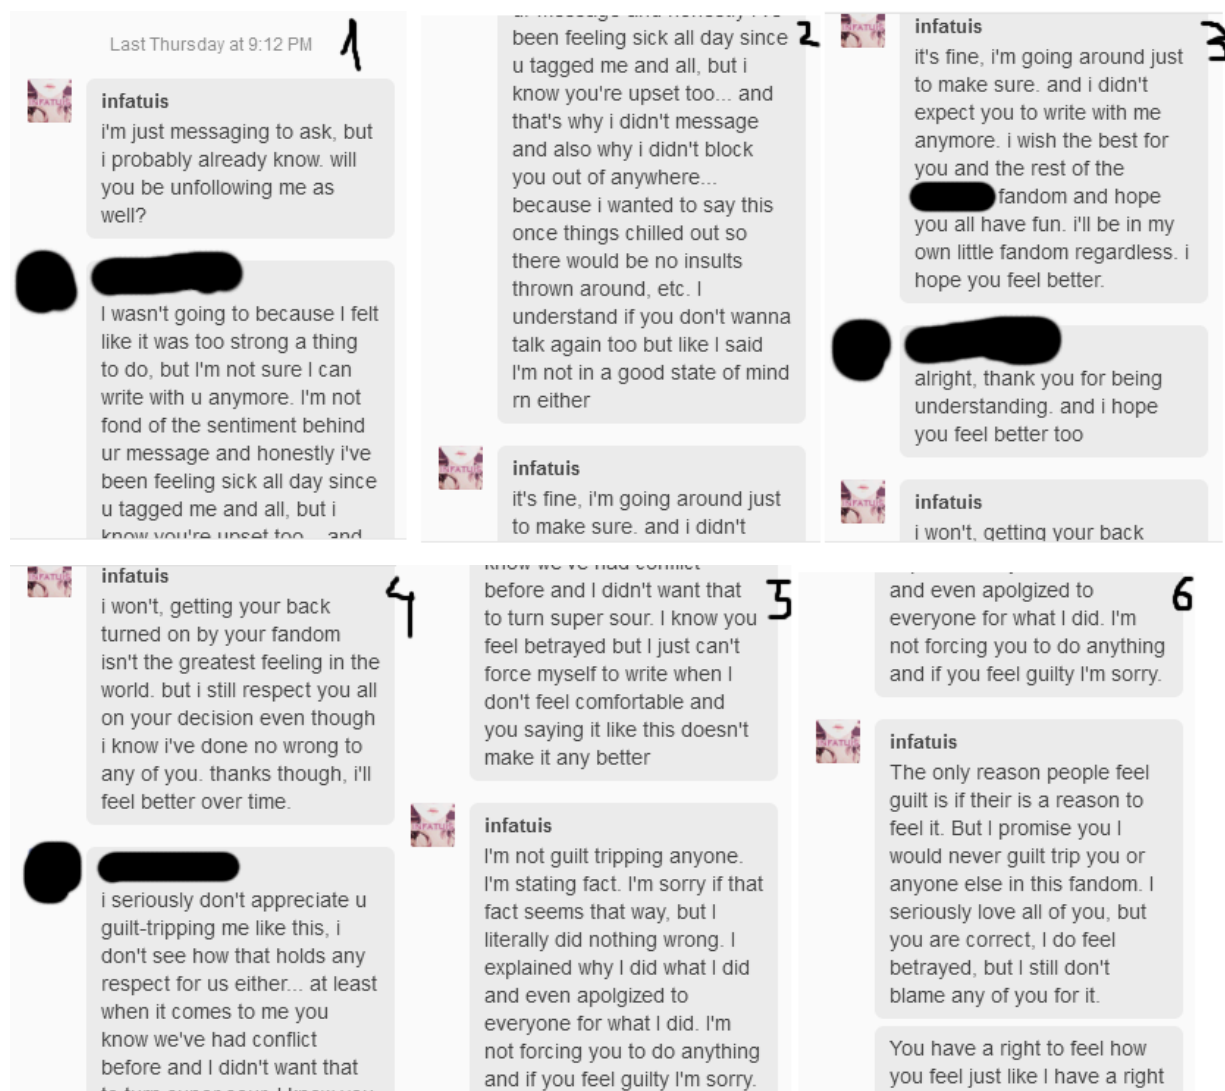 Last Thursday at 9:12 PM
1
infatuis
i'm just messaging to ask, but
i probably already know. will
you be unfollowing me as
well?
I wasn't going to because I felt
like it was too strong a thing
to do, but I'm not sure I can
write with u anymore. I'm not
fond of the sentiment behind
ur message and honestly i've
been feeling sick all day since
u tagged me and all, but i
know you're upset too... and
2
ur message and honestly i've
been feeling sick all day since
u tagged me and all, but i
know you're upset too... and
that's why i didn't message
and also why i didn't block
you out of anywhere...
because i wanted to say this
once things chilled out so
there would be no insults
thrown around, etc. I
understand if you don't wanna
talk again too but like I said
I'm not in a good state of mind
rn either
infatuis
it's fine, i'm going around just
to make sure. and i didn't
3
infatuis
it's fine, i'm going around just
to make sure. and i didn't
expect you to write with me
anymore. i wish the best for
you and the rest of the
fandom and hope
you all have fun. i'll be in my
own little fandom regardless. i
hope you feel better.
alright, thank you for being
understanding. and i hope
you feel better too
infatuis
i won't, getting your back
4
infatuis
i won't, getting your back
turned on by your fandom
isn't the greatest feeling in the
world. but i still respect you all
on your decision even though
i know i've done no wrong to
any of you. thanks though, i'll
feel better over time.
i seriously don't appreciate u
guilt-tripping me like this, i
don't see how that holds any
respect for us either... at least
when it comes to me you
know we've had conflict
before and I didn't want that
to turn super sour. I know you
5
know we've had conflict
before and I didn't want that
to turn super sour. I know you
feel betrayed but I just can't
force myself to write when I
don't feel comfortable and
you saying it like this doesn't
make it any better
infatuis
I'm not guilt tripping anyone.
I'm stating fact. I'm sorry if that
fact seems that way, but I
literally did nothing wrong. I
explained why I did what I did
and even apolgized to
everyone for what I did. I'm
not forcing you to do anything
and if you feel guilty I'm sorry.
6
and even apolgized to
everyone for what I did. I'm
not forcing you to do anything
and if you feel guilty I'm sorry.
infatuis
The only reason people feel
guilt is if their is a reason to
feel it. But I promise you I
would never guilt trip you or
anyone else in this fandom. I
seriously love all of you, but
you are correct, I do feel
betrayed, but I still don't
blame any of you for it.
You have a right to feel how
you feel just like I have a right